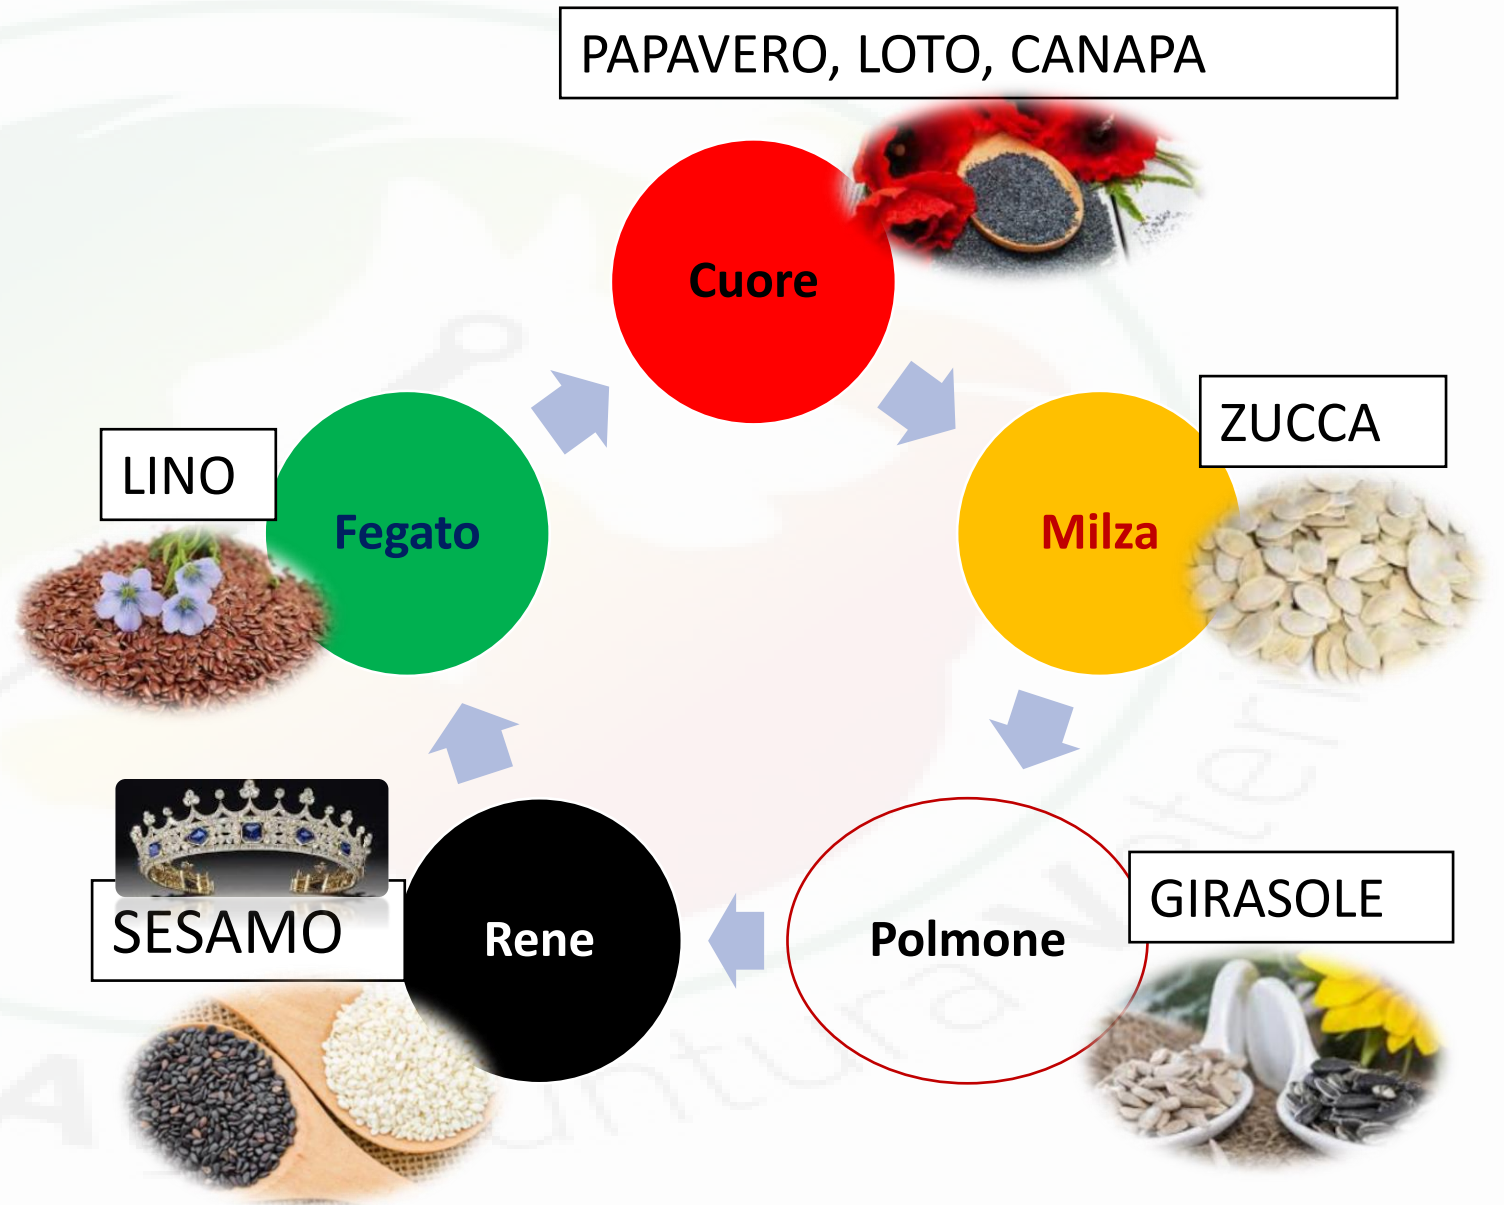 PAPAVERO, LOTO, CANAPA
Cuore
ZUCCA
LINO
Fegato
Milza
SESAMO
Rene
Polmone
GIRASOLE